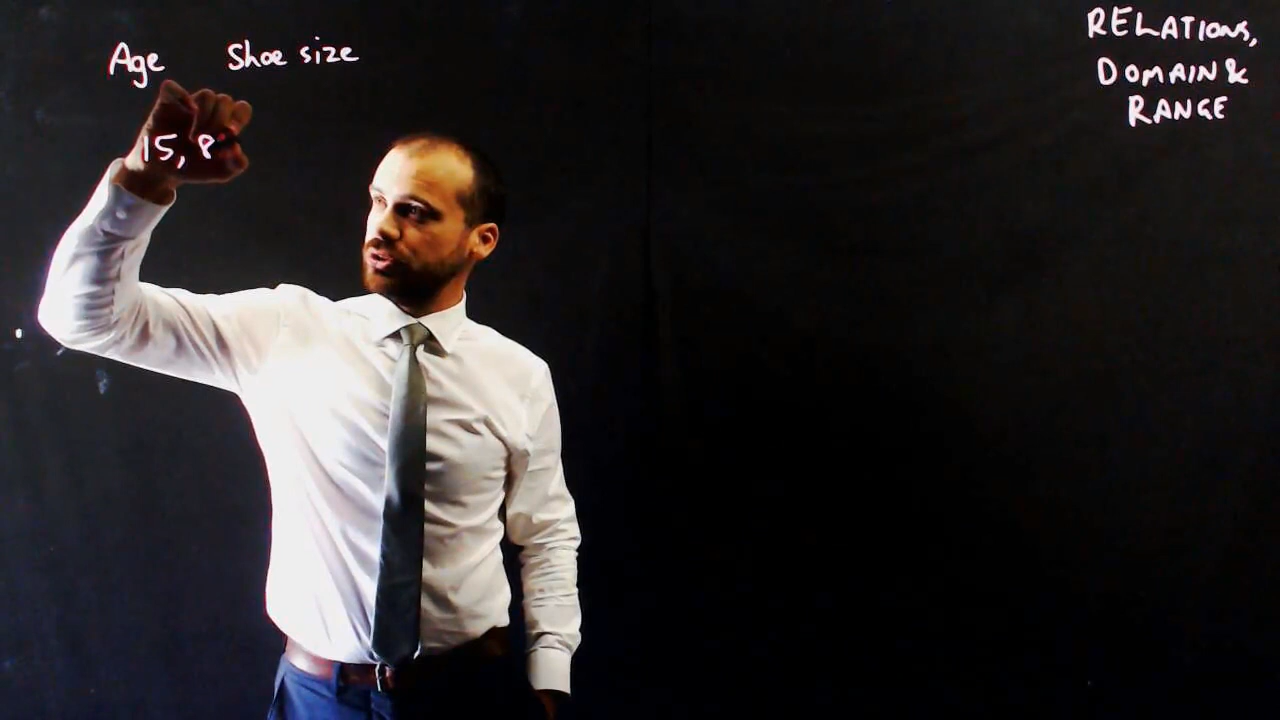 Age Shoe size
15, 8
RELATIONS,
DOMAIN &
RANGE